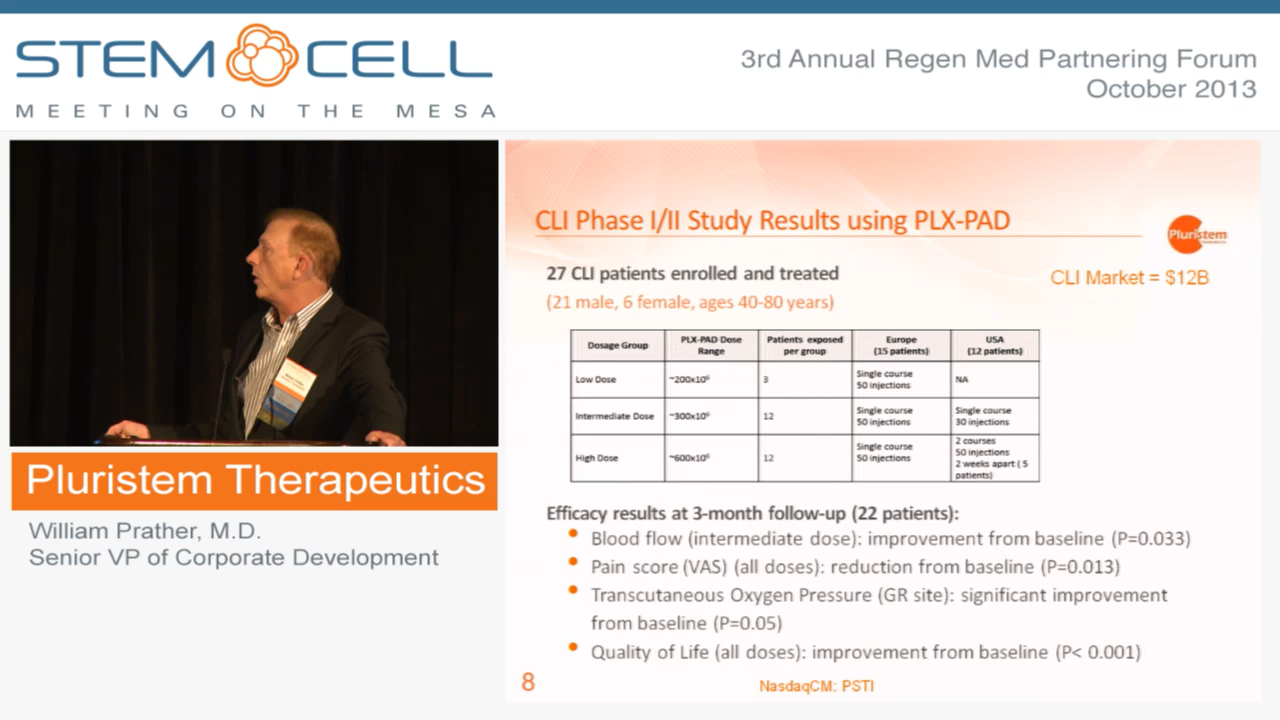 STEM CELL
MEETING ON THE MESA
3rd Annual Regen Med Partnering Forum
October 2013
CLI Phase I/II Study Results using PLX-PAD
Pluristem
27 CLI patients enrolled and treated
CLI Market = $12B
(21 male, 6 female, ages 40-80 years)
Dosage Group
PLX-PAD Dose
Range
Patients exposed
per group
Europe
(15 patients)
USA
(12 patients)
Low Dose
~200x10⁶
3
Single course
50 injections
NA
Intermediate Dose
~300x10⁶
12
Single course
50 injections
Single course
30 injections
High Dose
~600x10⁶
12
Single course
50 injections
2 courses
50 injections
2 weeks apart ( 5
patients)
Efficacy results at 3-month follow-up (22 patients):
• Blood flow (intermediate dose): improvement from baseline (P=0.033)
• Pain score (VAS) (all doses): reduction from baseline (P=0.013)
• Transcutaneous Oxygen Pressure (GR site): significant improvement
from baseline (P=0.05)
• Quality of Life (all doses): improvement from baseline (P< 0.001)
8
NasdaqCM: PSTI
Pluristem Therapeutics
William Prather, M.D.
Senior VP of Corporate Development